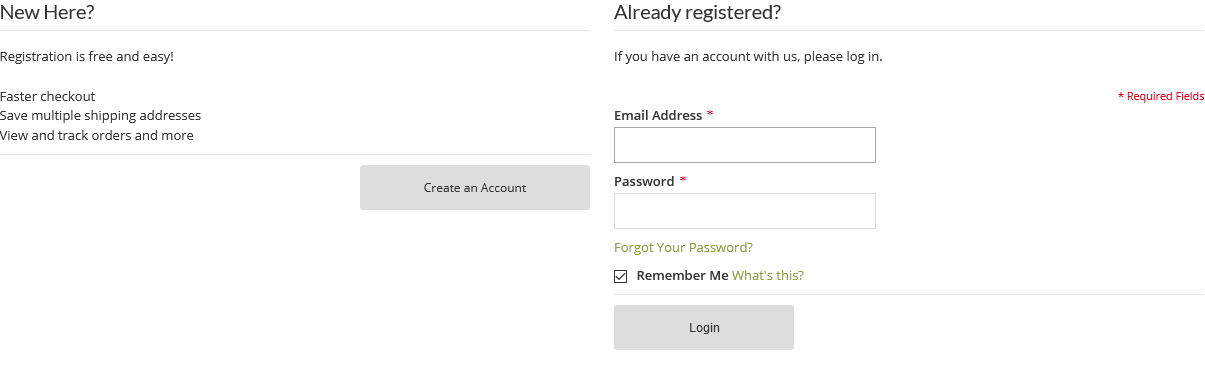 New Here?
Registration is free and easy!
Faster checkout
Save multiple shipping addresses
View and track orders and more
Create an Account
Already registered?
If you have an account with us, please log in.
* Required Fields
Email Address *
Password *
Forgot Your Password?
Remember Me What's this?
Login